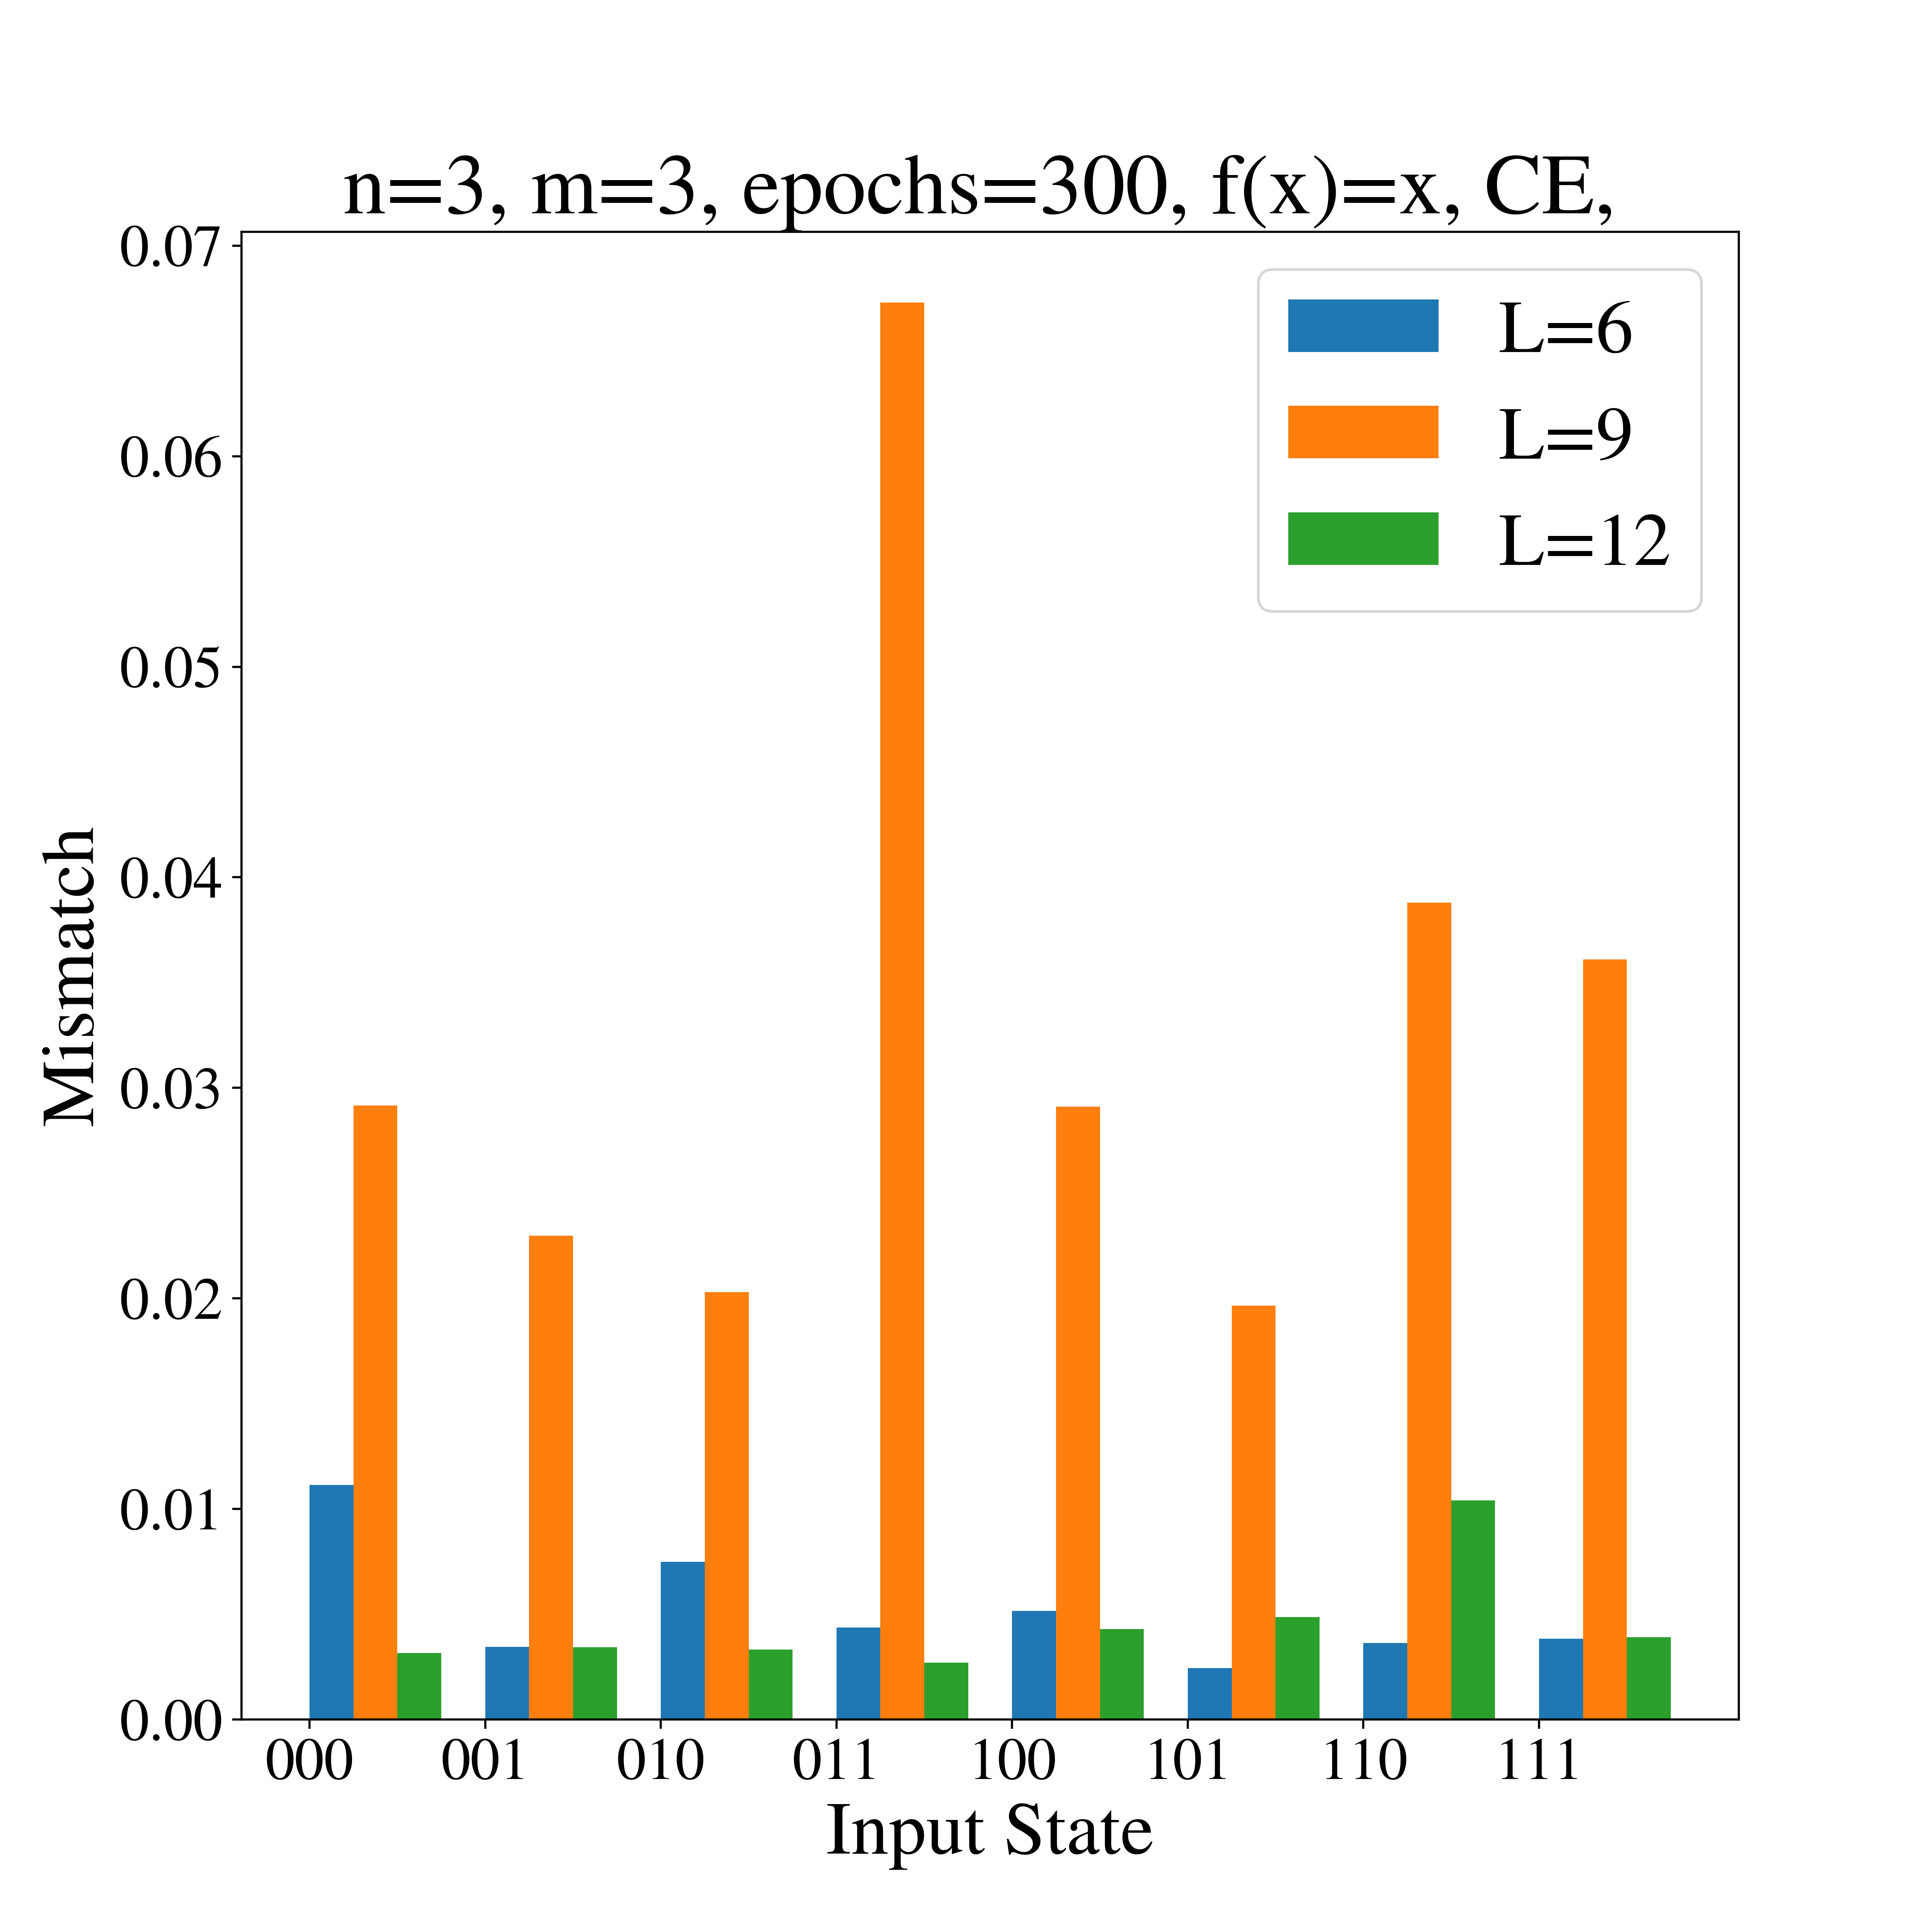 n=3, m=3, epochs=300, f(x)=x, CE,
L=6
L=9
L=12
Mismatch
0.07
0.06
0.05
0.04
0.03
0.02
0.01
0.00
000 001 010 011 100 101 110 111
Input State